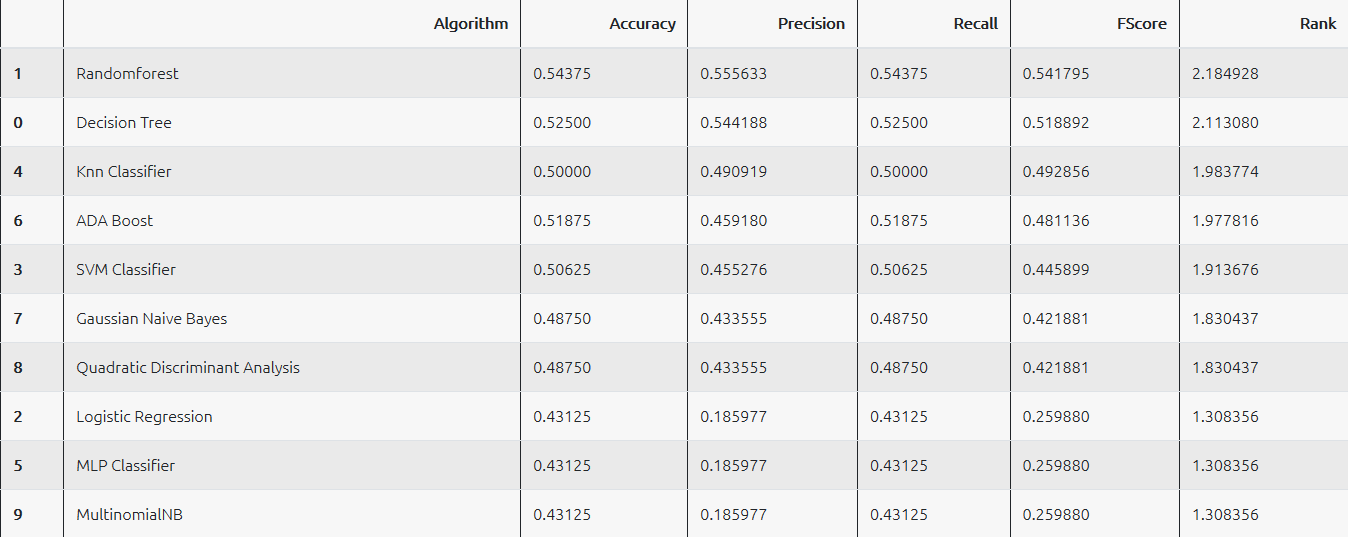 Algorithm Accuracy Precision Recall FScore Rank
1 Randomforest 0.54375 0.555633 0.54375 0.541795 2.184928
0 Decision Tree 0.52500 0.544188 0.52500 0.518892 2.113080
4 Knn Classifier 0.50000 0.490919 0.50000 0.492856 1.983774
6 ADA Boost 0.51875 0.459180 0.51875 0.481136 1.977816
3 SVM Classifier 0.50625 0.455276 0.50625 0.445899 1.913676
7 Gaussian Naive Bayes 0.48750 0.433555 0.48750 0.421881 1.830437
8 Quadratic Discriminant Analysis 0.48750 0.433555 0.48750 0.421881 1.830437
2 Logistic Regression 0.43125 0.185977 0.43125 0.259880 1.308356
5 MLP Classifier 0.43125 0.185977 0.43125 0.259880 1.308356
9 MultinomialNB 0.43125 0.185977 0.43125 0.259880 1.308356